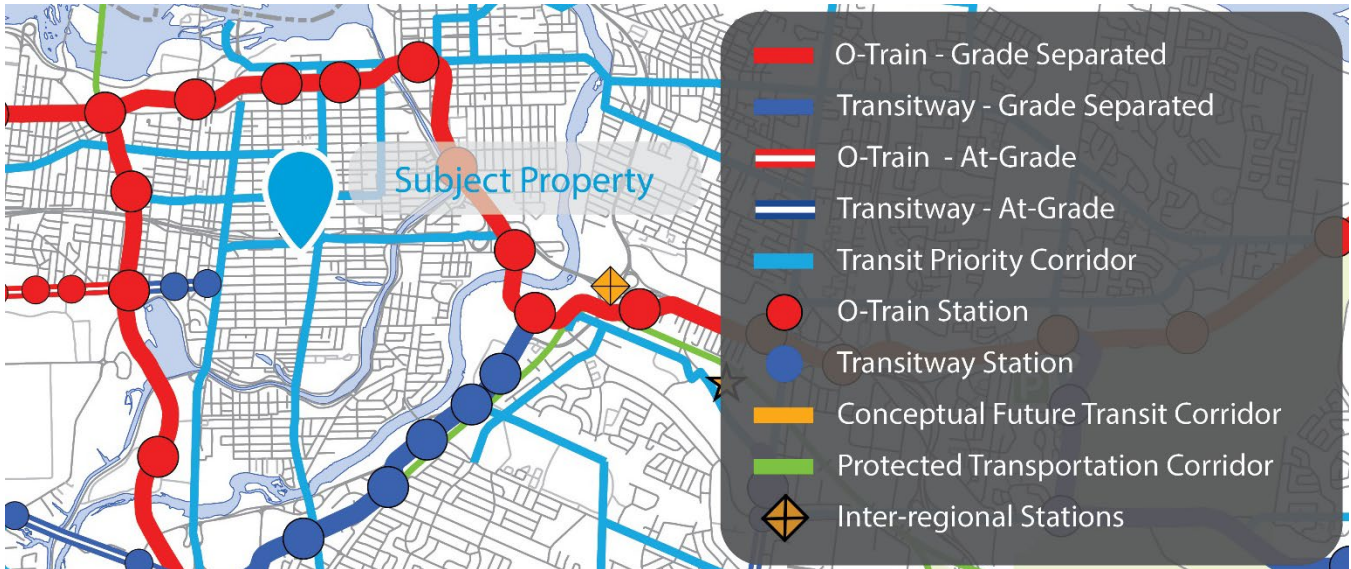 Subject Property
O-Train - Grade Separated
Transitway - Grade Separated
O-Train - At-Grade
Transitway - At-Grade
Transit Priority Corridor
O-Train Station
Transitway Station
Conceptual Future Transit Corridor
Protected Transportation Corridor
Inter-regional Stations